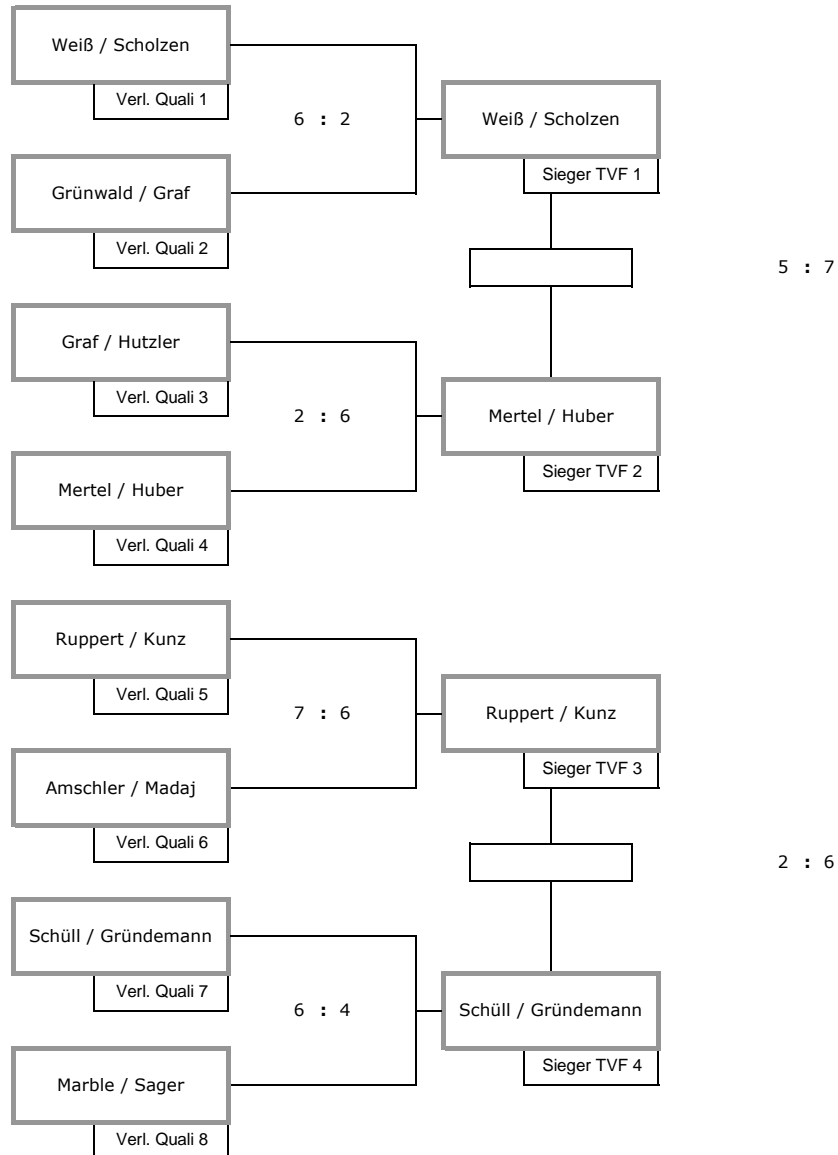 Weiß / Scholzen
Verl. Quali 1
6 : 2
Weiß / Scholzen
Sieger TVF 1
Grünwald / Graf
Verl. Quali 2
5 : 7
Graf / Hutzler
Verl. Quali 3
2 : 6
Mertel / Huber
Sieger TVF 2
Mertel / Huber
Verl. Quali 4
Ruppert / Kunz
Verl. Quali 5
7 : 6
Ruppert / Kunz
Sieger TVF 3
Amschler / Madaj
Verl. Quali 6
2 : 6
Schüll / Gründemann
Verl. Quali 7
6 : 4
Schüll / Gründemann
Sieger TVF 4
Marble / Sager
Verl. Quali 8